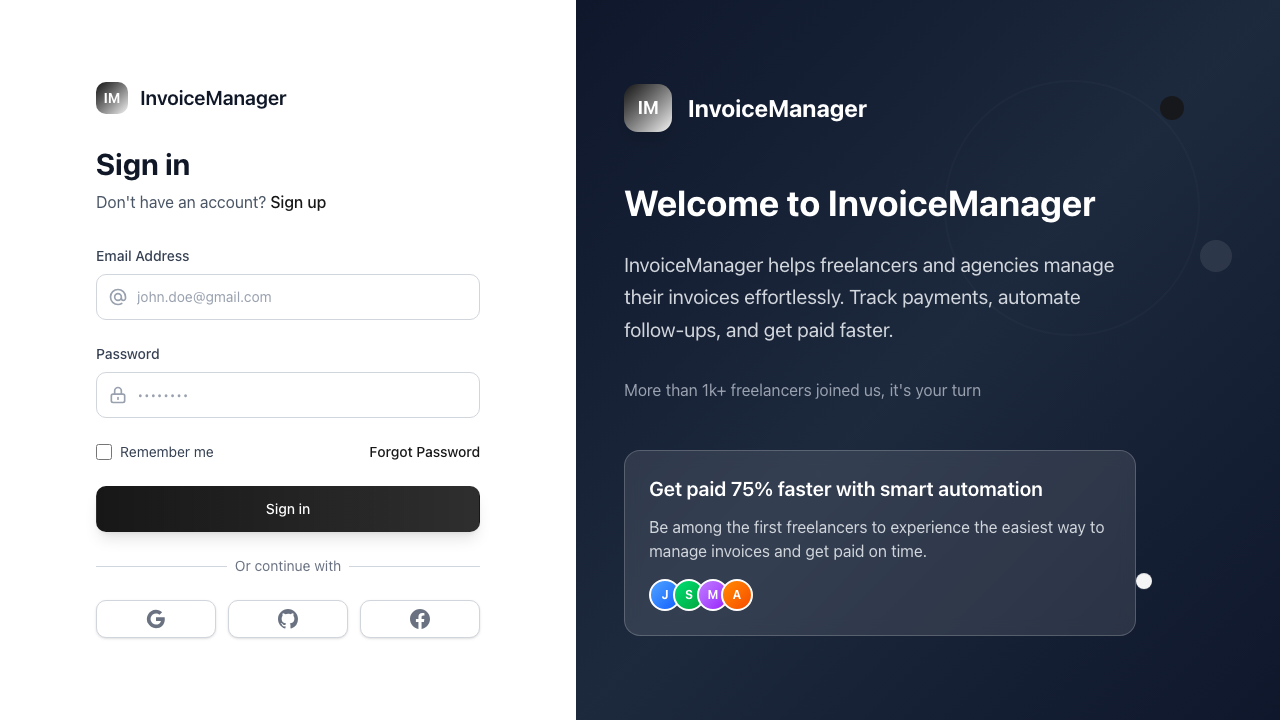 IM InvoiceManager
Sign in
Don't have an account? Sign up
Email Address
john.doe@gmail.com
Password
••••••••
Remember me
Forgot Password
Sign in
Or continue with
IM InvoiceManager
Welcome to InvoiceManager
InvoiceManager helps freelancers and agencies manage
their invoices effortlessly. Track payments, automate
follow-ups, and get paid faster.
More than 1k+ freelancers joined us, it's your turn
Get paid 75% faster with smart automation
Be among the first freelancers to experience the easiest way to
manage invoices and get paid on time.
J S M A